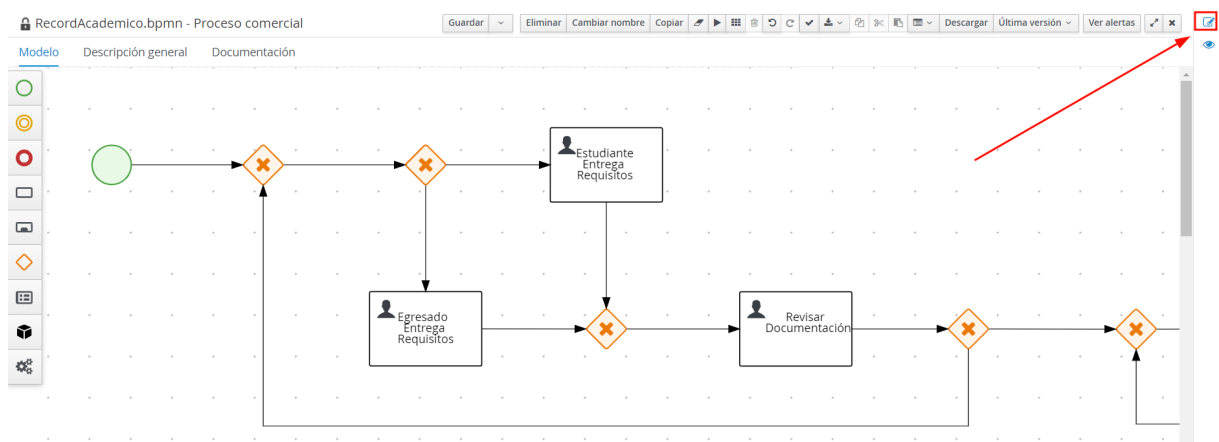 RecordAcademico.bpmn - Proceso comercial
Guardar Eliminar Cambiar nombre Copiar Descargar Última versión Ver alertas
Modelo Descripción general Documentación
Estudiante
Entrega
Requisitos
Egresado
Entrega
Requisitos
Revisar
Documentación